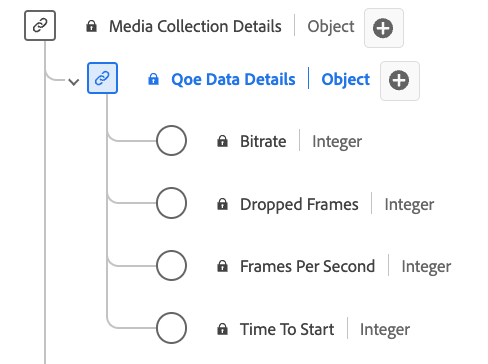 Media Collection Details | Object
Qoe Data Details | Object
Bitrate | Integer
Dropped Frames | Integer
Frames Per Second | Integer
Time To Start | Integer